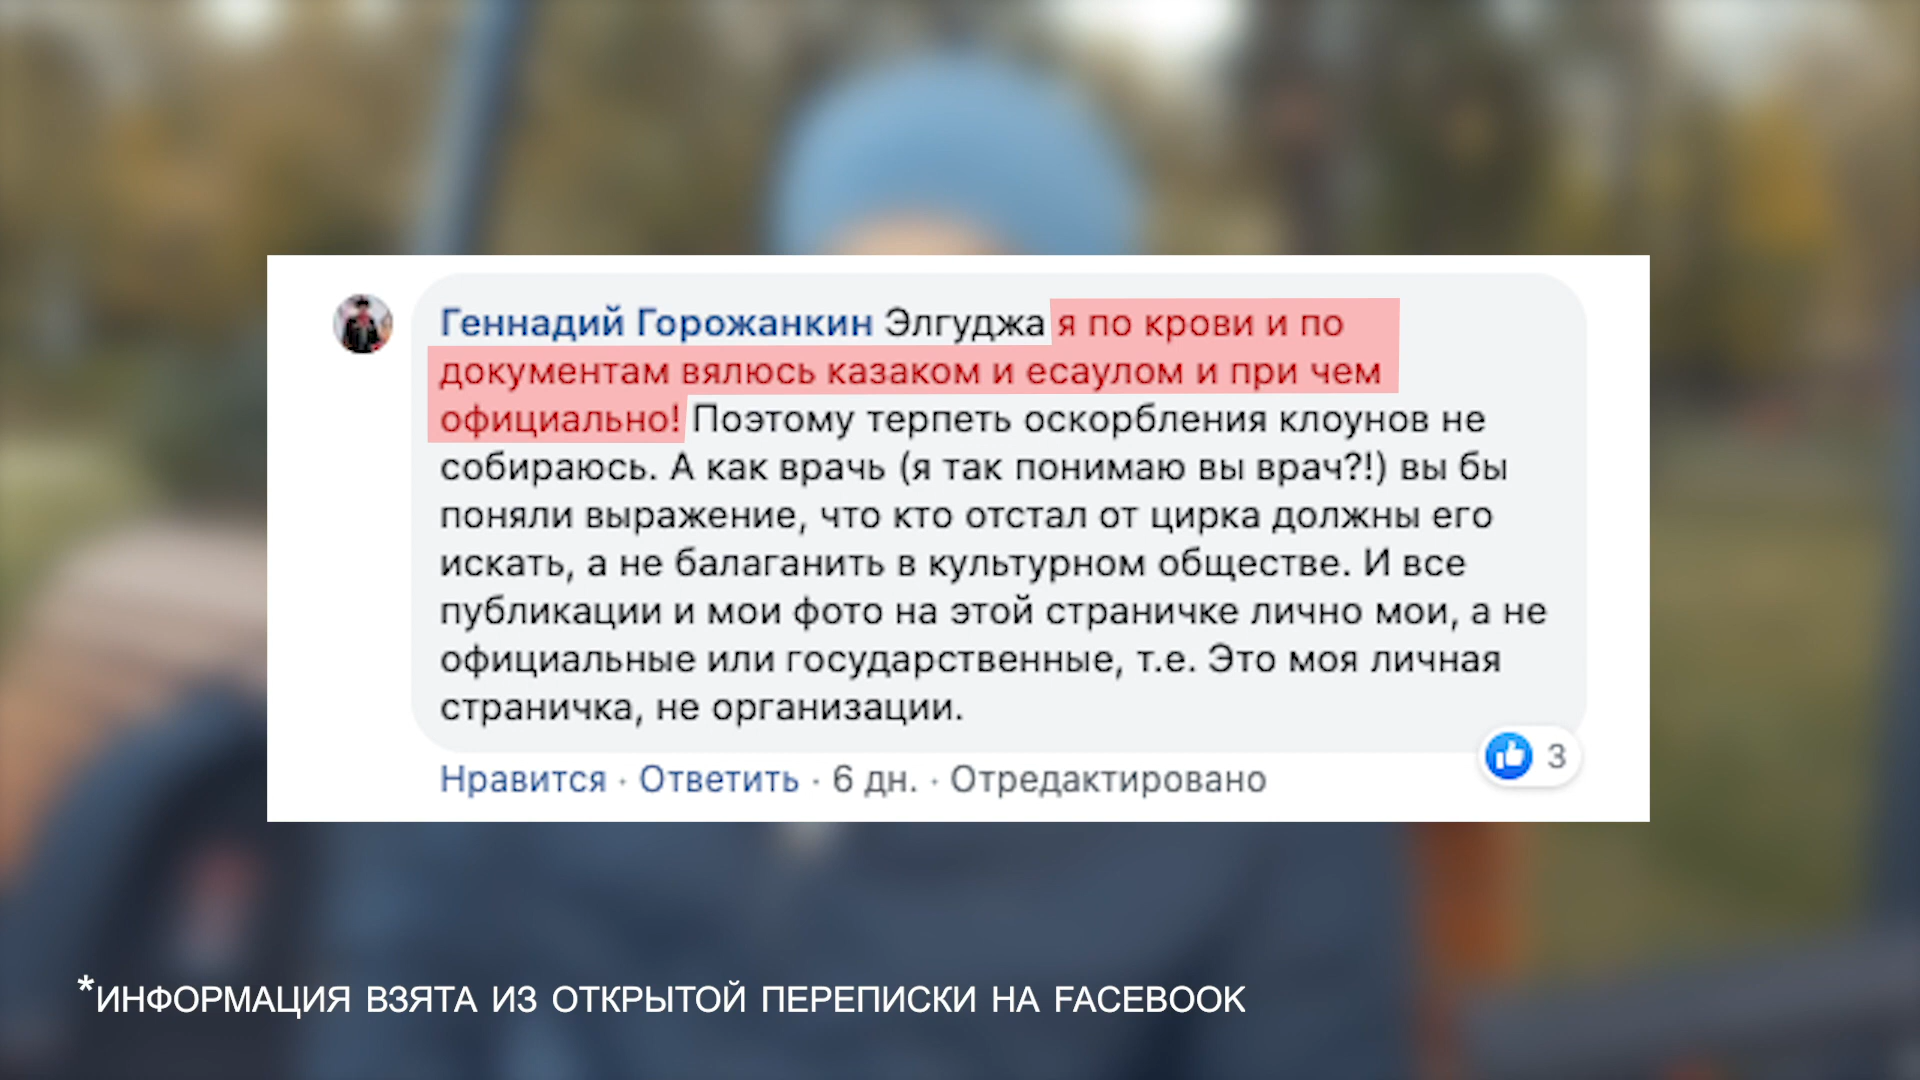 Геннадий Горожанкин Элгуджа я по крови и по
документам вялюсь казаком и есаулом и при чем
официально! Поэтому терпеть оскорбления клоунов не
собираюсь. А как врачь (я так понимаю вы врач?!) вы бы
поняли выражение, что кто отстал от цирка должны его
искать, а не балаганить в культурном обществе. И все
публикации и мои фото на этой страничке лично мои, а не
официальные или государственные, т.е. Это моя личная
страничка, не организации.
3
Нравится · Ответить · 6 дн. · Отредактировано
*ИНФОРМАЦИЯ ВЗЯТА ИЗ ОТКРЫТОЙ ПЕРЕПИСКИ НА FACEBOOK